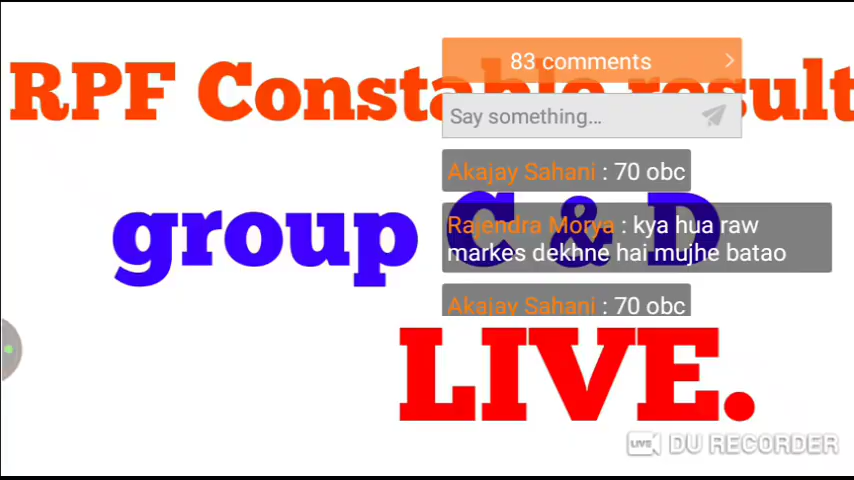 RPF Constable result
83 comments
Say something...
Akajay Sahani : 70 obc
group C & D
Rajendra Morya : kya hua raw
markes dekhne hai mujhe batao
Akajay Sahani : 70 obc
LIVE.
LIVE DU RECORDER